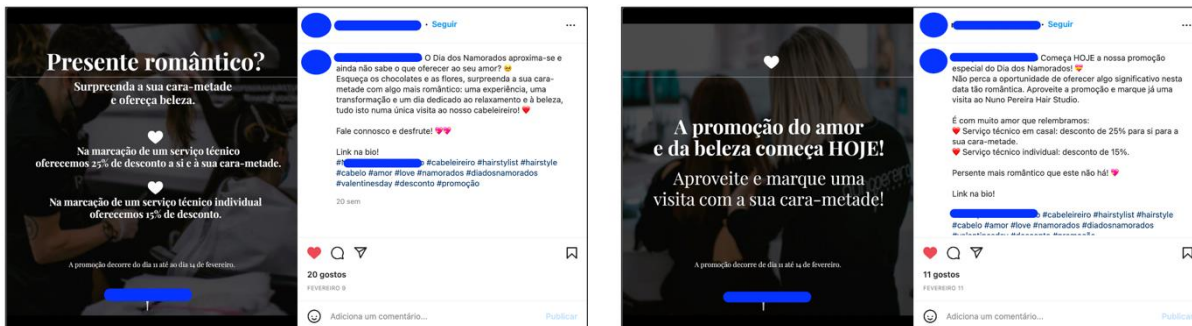 Presente romântico?
Surpreenda a sua cara-metade
e ofereça beleza.
Na marcação de um serviço técnico
oferecemos 25% de desconto a si e à sua cara-metade.
Na marcação de um serviço técnico individual
oferecemos 15% de desconto.
A promoção decorre do dia 11 até ao dia 14 de fevereiro.
Seguir
O Dia dos Namorados aproxima-se e
ainda não sabe o que oferecer ao seu amor? 🥺
Esqueça os chocolates e as flores, surpreenda a sua cara-
metade com algo mais romântico: uma experiência, uma
transformação e um dia dedicado ao relaxamento e à beleza,
tudo isto numa única visita ao nosso cabeleireiro! ❤️
Fale connosco e desfrute! 💖💖
Link na bio!
#cabeleireiro #hairstylist #hairstyle
#cabelo #amor #love #namorados #diadosnamorados
#valentinesday #desconto #promoção
20 sem
20 gostos
FEVEREIRO 9
Adiciona um comentário...
Publicar
A promoção do amor
e da beleza começa HOJE!
Aproveite e marque uma
visita com a sua cara-metade!
A promoção decorre de dia 11 até ao dia 14 de fevereiro.
Seguir
Começa HOJE a nossa promoção
especial do Dia dos Namorados! 💝
Não perca a oportunidade de oferecer algo significativo nesta
data tão romântica. Aproveite a promoção e marque já uma
visita ao Nuno Pereira Hair Studio.
É com muito amor que relembramos:
❤️ Serviço técnico em casal: desconto de 25% para si para a
sua cara-metade.
❤️ Serviço técnico individual: desconto de 15%.
Persente mais romântico que este não há! 💘
Link na bio!
#cabeleireiro #hairstylist #hairstyle
#cabelo #amor #love #namorados #diadosnamorados
#valentinesday #desconto #promoção
11 gostos
FEVEREIRO 11
Adiciona um comentário...
Publicar